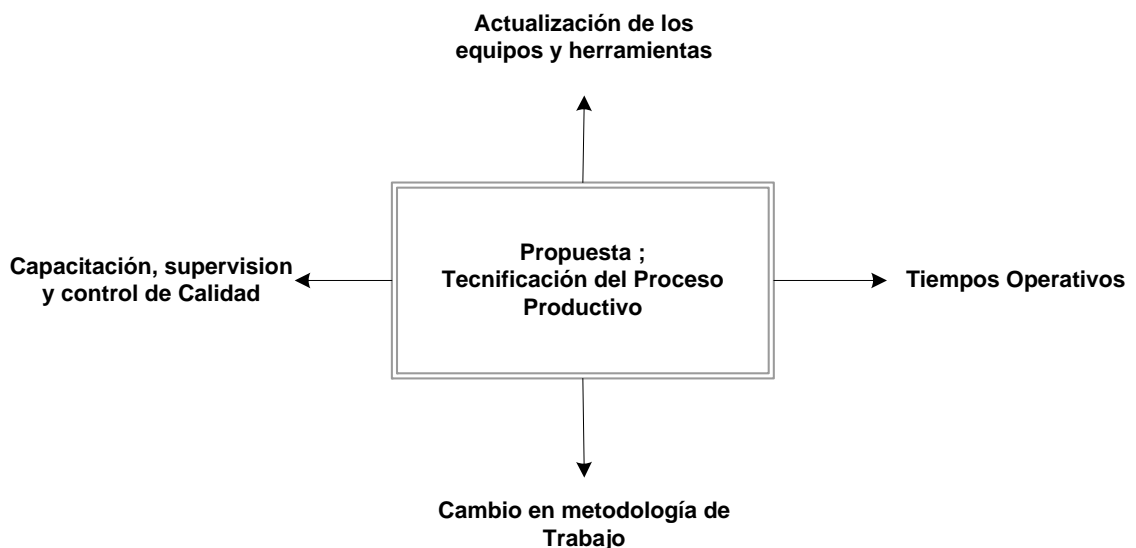 Actualización de los
equipos y herramientas
Propuesta ;
Tecnificación del Proceso
Productivo
Capacitación, supervision
y control de Calidad
Tiempos Operativos
Cambio en metodología de
Trabajo